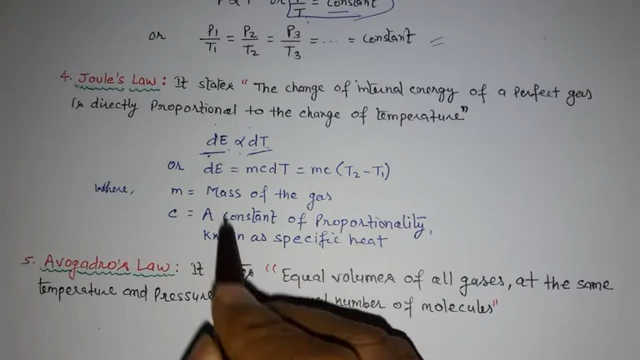 or T = constant
or P1/T1 = P2/T2 = P3/T3 = ... = constant
4. Joule's Law: It states "The change of internal energy of a perfect gas
is directly Proportional to the change of temperature"
dE ∝ dT
or dE = mcdT = mc (T2 - T1)
where, m = Mass of the gas
c = A constant of Proportionality,
known as specific heat
5. Avogadro's Law: It "Equal volumes of all gases, at the same
temperature and Pressure number of molecules"